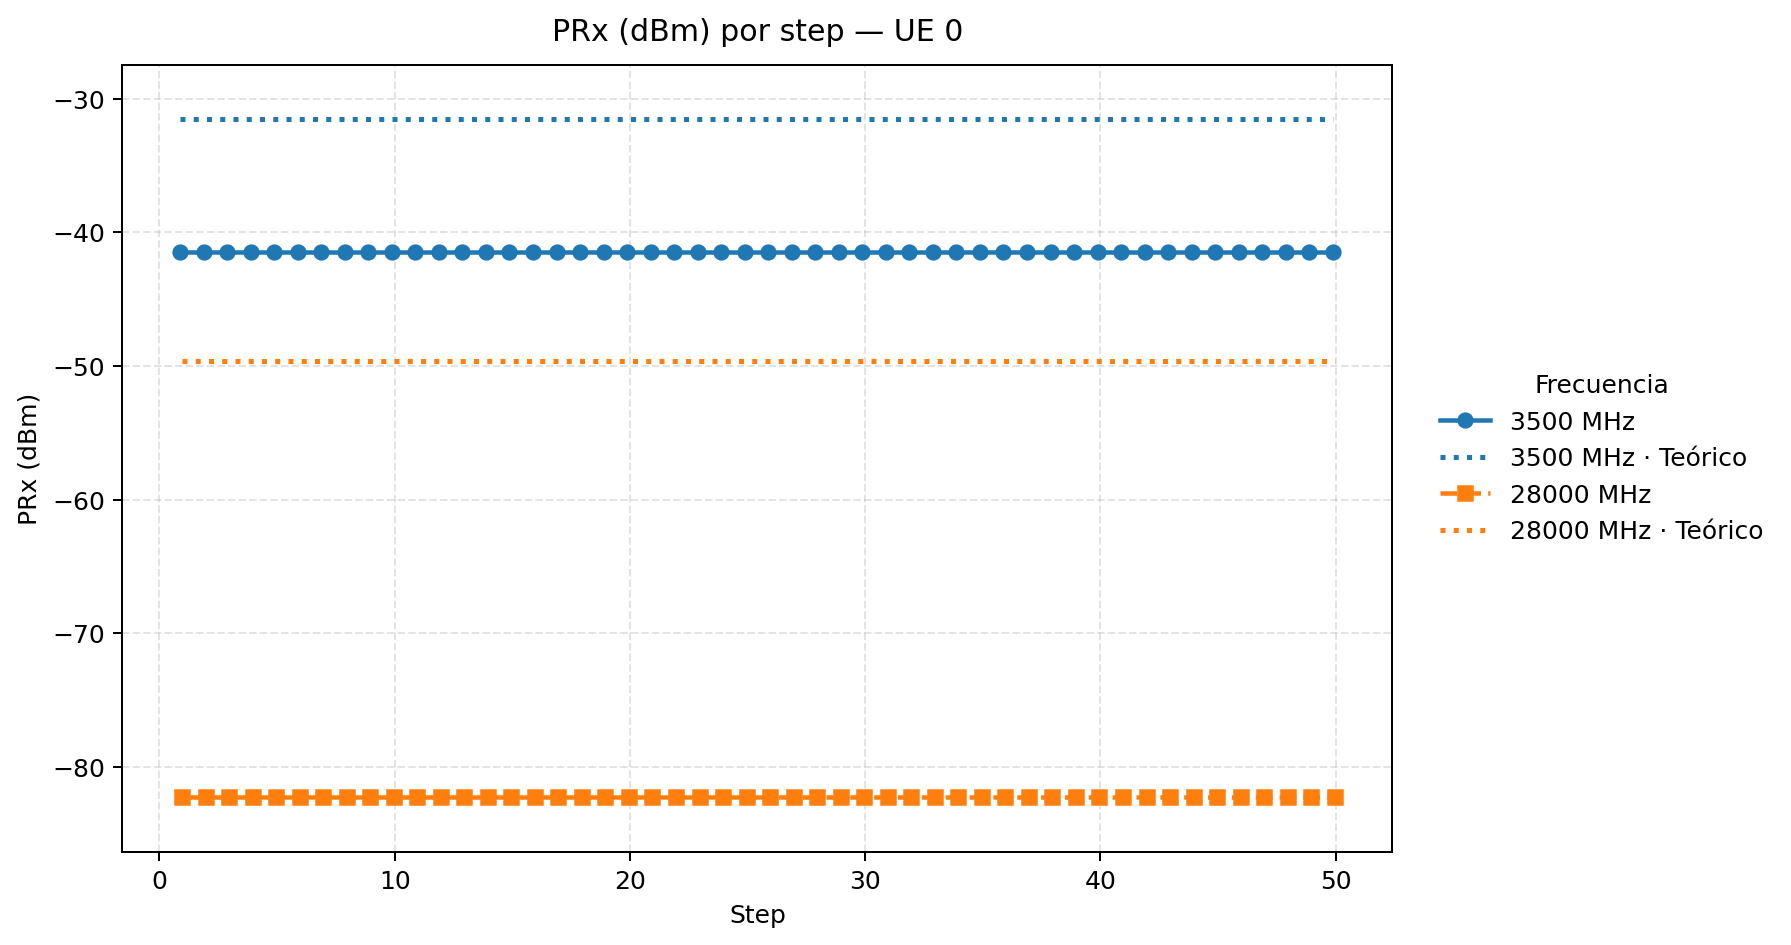 PRx (dBm) por step — UE 0
PRx (dBm)
−30
−40
−50
−60
−70
−80
0
10
20
30
40
50
Step
Frecuencia
3500 MHz
3500 MHz · Teórico
28000 MHz
28000 MHz · Teórico